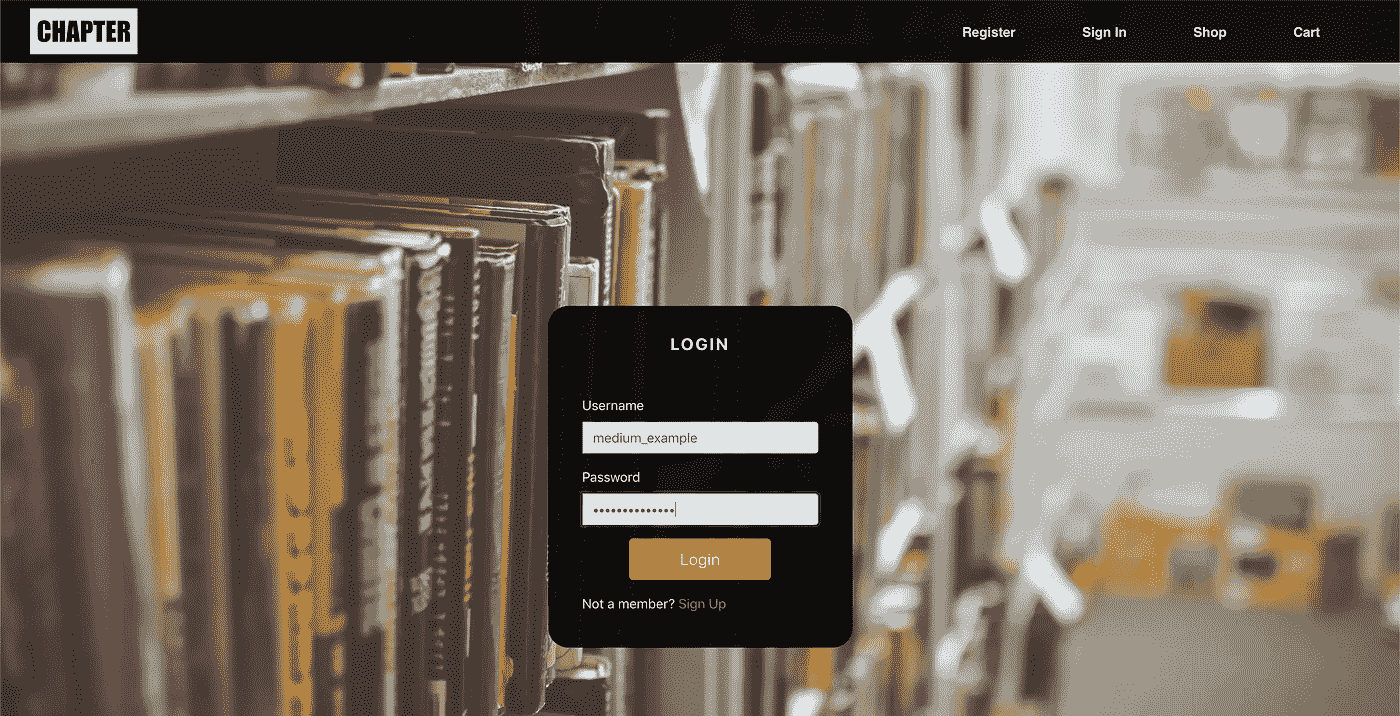 CHAPTER
Register Sign In Shop Cart
LOGIN
Username
medium_example
Password
••••••••••••••
Login
Not a member? Sign Up